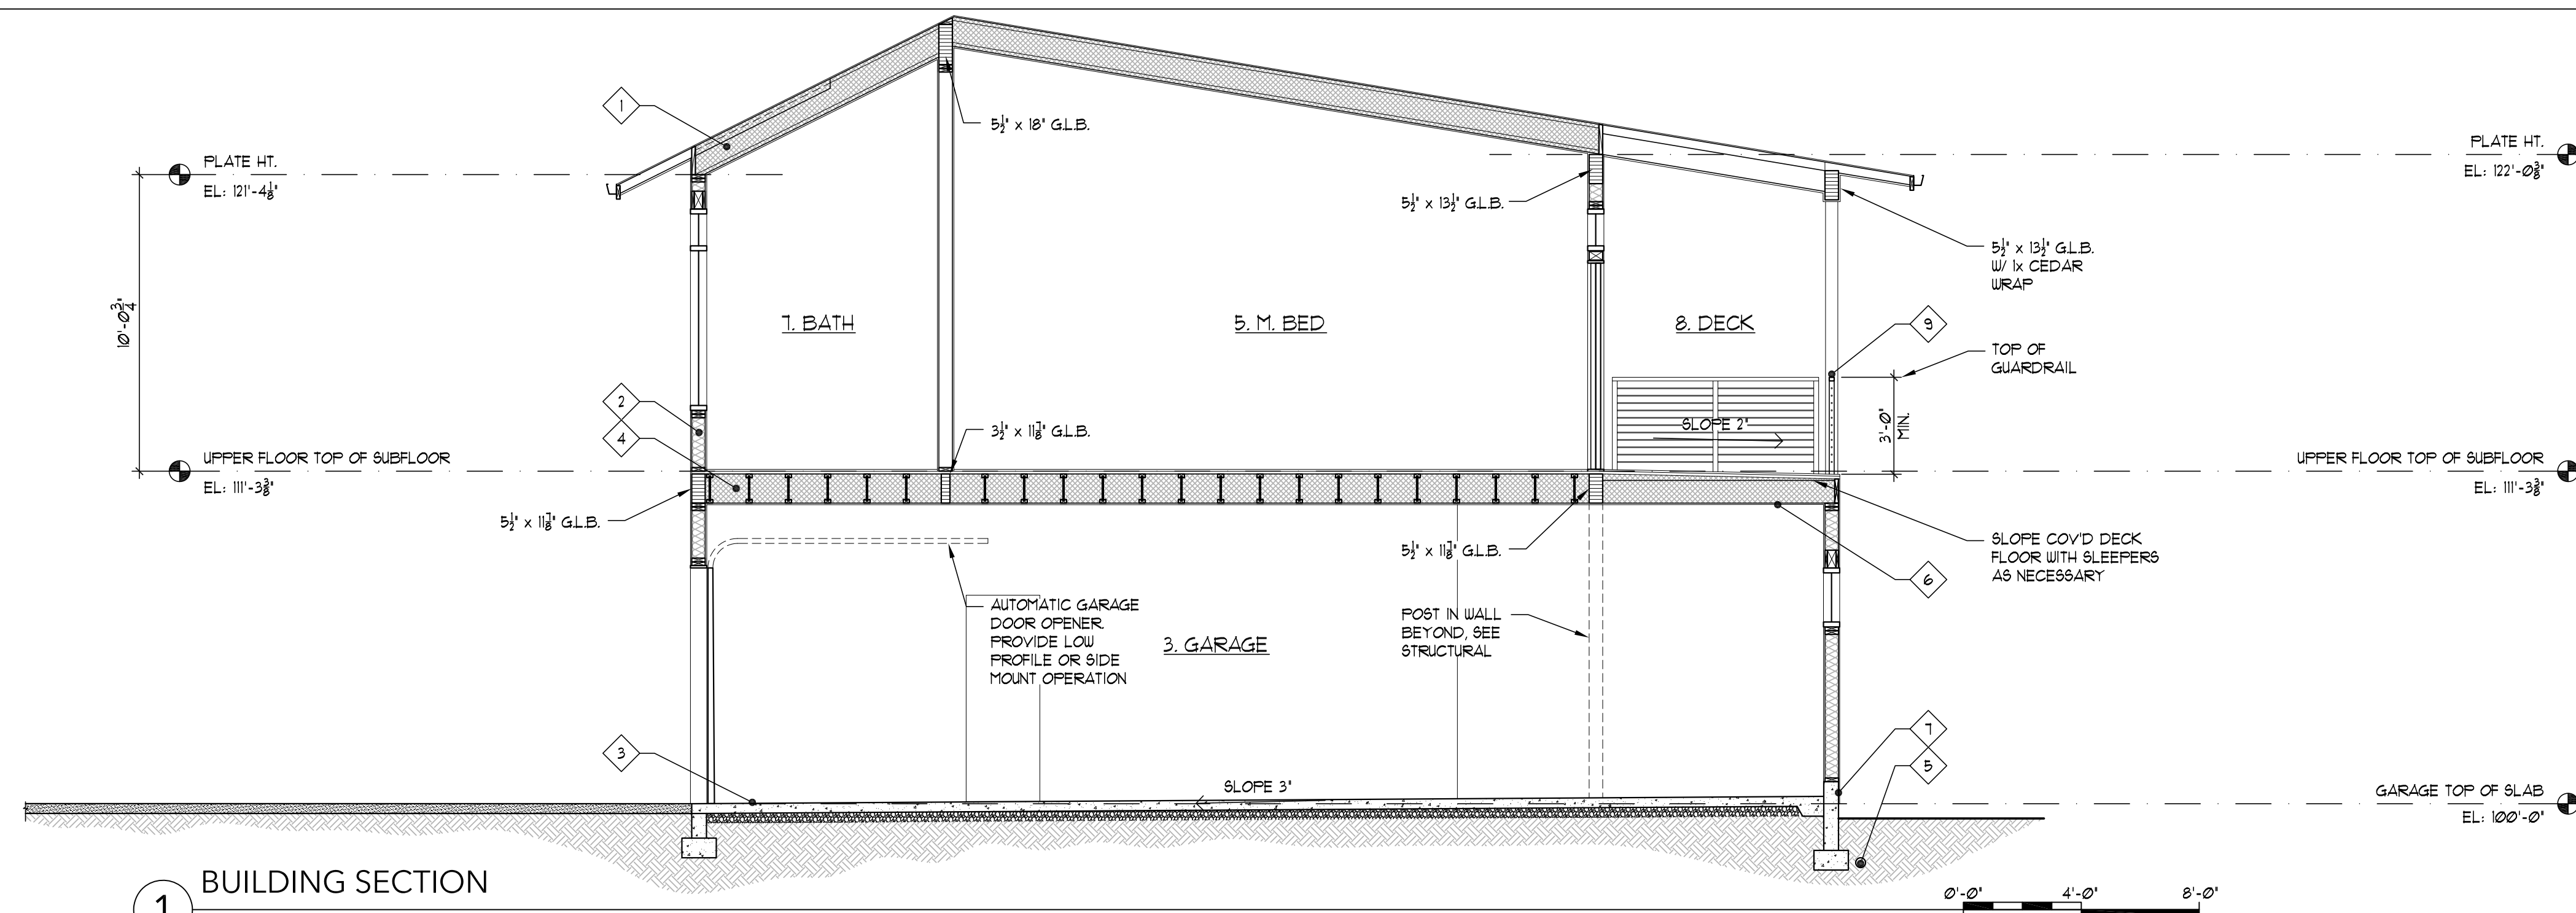 1
5½" x 18" G.L.B.
PLATE HT.
EL: 121'-4⅛"
PLATE HT.
EL: 122'-0⅜"
5½" x 13½" G.L.B.
5½" x 13½" G.L.B.
W/ 1x CEDAR
WRAP
10'-0¾"
7. BATH
5. M. BED
8. DECK
9
TOP OF
GUARDRAIL
2
4
3½" x 11⅞" G.L.B.
SLOPE 2"
3'-0"
MIN.
UPPER FLOOR TOP OF SUBFLOOR
EL: 111'-3⅜"
UPPER FLOOR TOP OF SUBFLOOR
EL: 111'-3⅜"
5½" x 11⅞" G.L.B.
5½" x 11⅞" G.L.B.
SLOPE COV'D DECK
FLOOR WITH SLEEPERS
AS NECESSARY
6
AUTOMATIC GARAGE
DOOR OPENER.
PROVIDE LOW
PROFILE OR SIDE
MOUNT OPERATION
3. GARAGE
POST IN WALL
BEYOND, SEE
STRUCTURAL
3
7
5
SLOPE 3"
GARAGE TOP OF SLAB
EL: 100'-0"
1
BUILDING SECTION
0'-0"
4'-0"
8'-0"